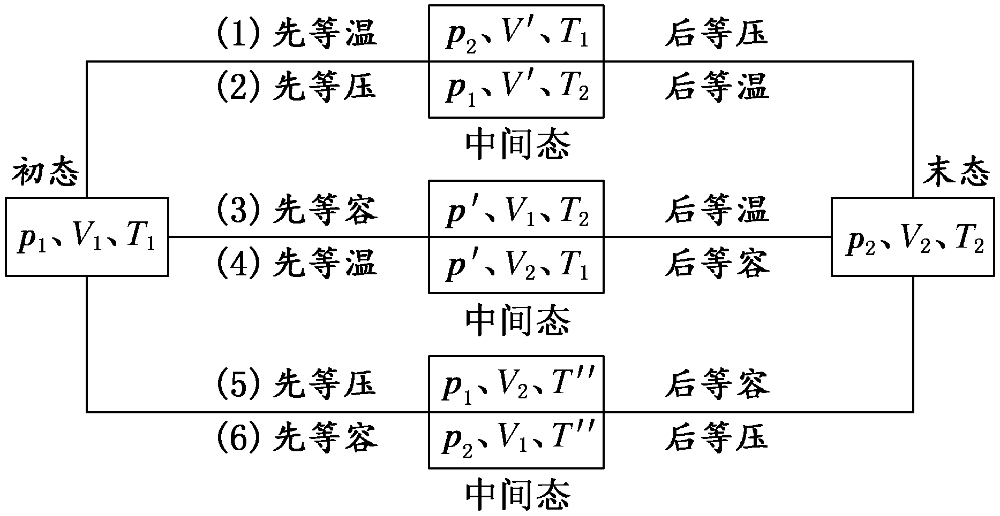 (1)先等温 p₂、V′、T₁ 后等压
(2)先等压 p₁、V′、T₂ 后等温
中间态
初态 末态
(3)先等容 p′、V₁、T₂ 后等温
p₁、V₁、T₁ p₂、V₂、T₂
(4)先等温 p′、V₂、T₁ 后等容
中间态
(5)先等压 p₁、V₂、T″ 后等容
(6)先等容 p₂、V₁、T″ 后等压
中间态